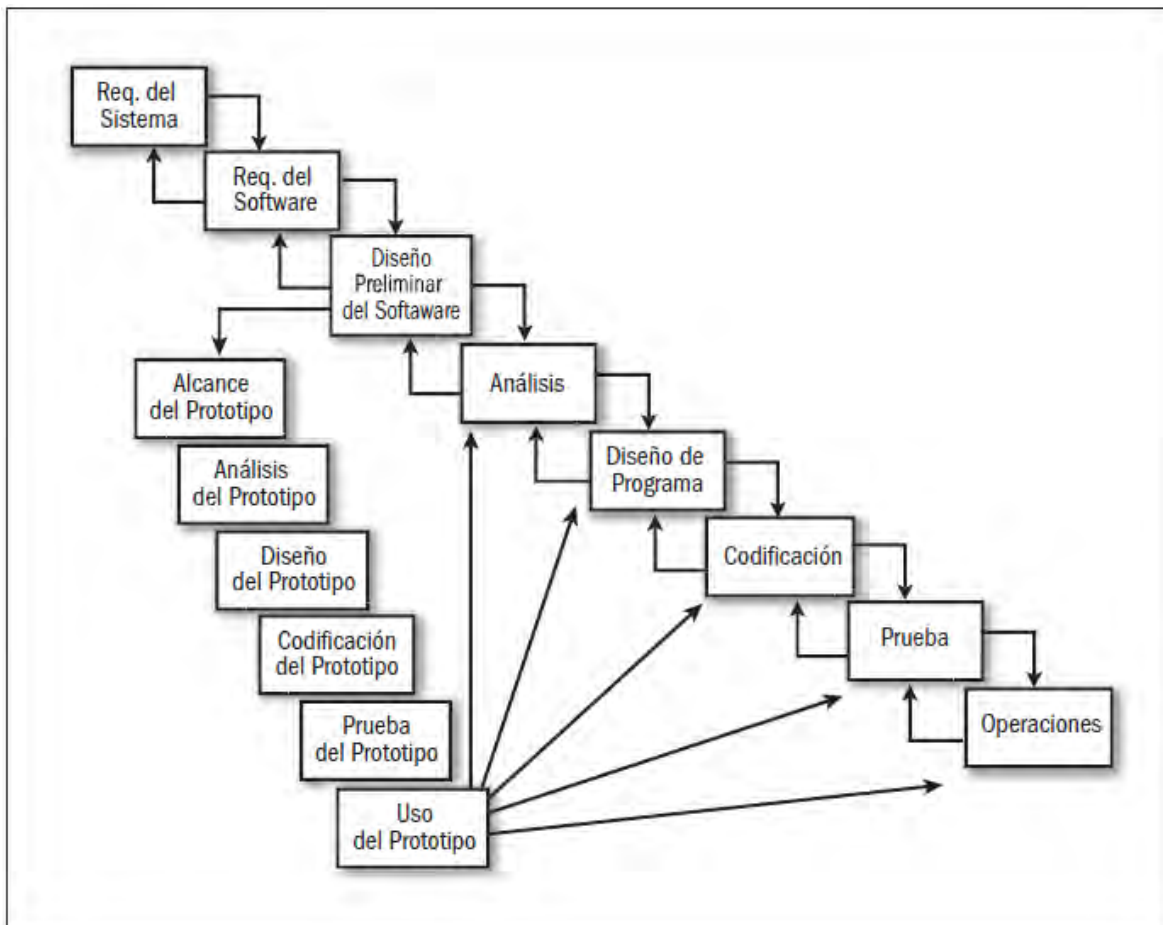 Req. del
Sistema
Req. del
Software
Diseño
Preliminar
del Softaware
Alcance
del Prototipo
Análisis
Análisis
del Prototipo
Diseño de
Programa
Diseño
del Prototipo
Codificación
Codificación
del Prototipo
Prueba
Prueba
del Prototipo
Operaciones
Uso
del Prototipo